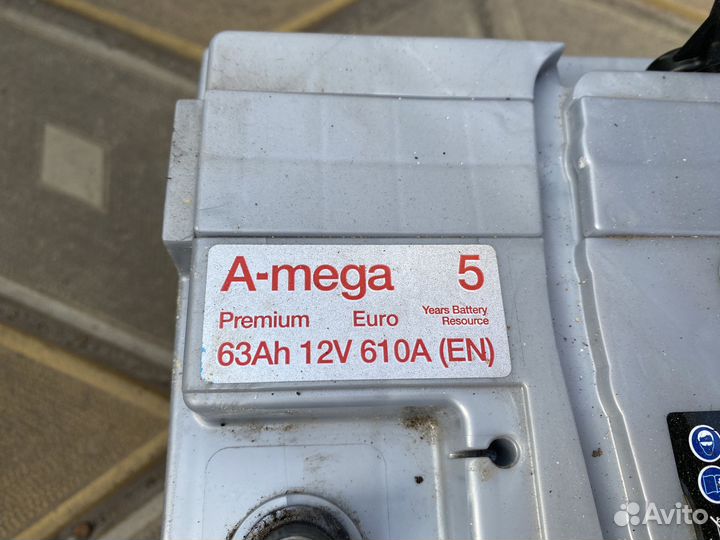 A-mega 5
Premium Euro Years Battery Resource
63Ah 12V 610A (EN)
Avito